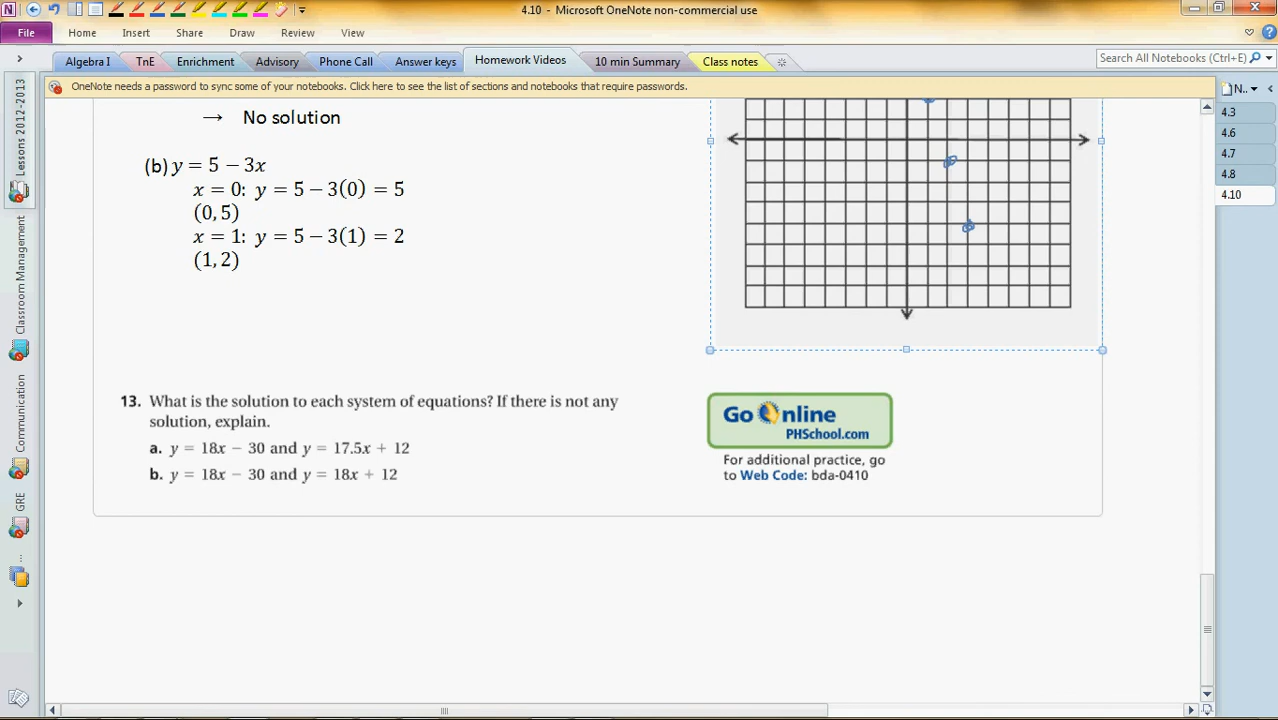 4.10 - Microsoft OneNote non-commercial use
File Home Insert Share Draw Review View
Algebra I TnE Enrichment Advisory Phone Call Answer keys Homework Videos 10 min Summary Class notes
Search All Notebooks (Ctrl+E)
OneNote needs a password to sync some of your notebooks. Click here to see the list of sections and notebooks that require passwords.
N..
4.3
4.6
4.7
4.8
4.10
Lessons 2012-2013
Classroom Management
Communication
GRE
...
→ No solution
(b) y = 5 − 3x
x = 0: y = 5 − 3(0) = 5
(0, 5)
x = 1: y = 5 − 3(1) = 2
(1, 2)
13. What is the solution to each system of equations? If there is not any
solution, explain.
a. y = 18x − 30 and y = 17.5x + 12
b. y = 18x − 30 and y = 18x + 12
Go Online
PHSchool.com
For additional practice, go
to Web Code: bda-0410